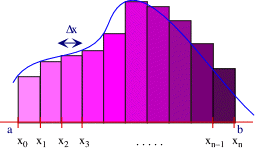 Δx
a b
x₀ x₁ x₂ x₃ ..... xₙ₋₁ xₙ